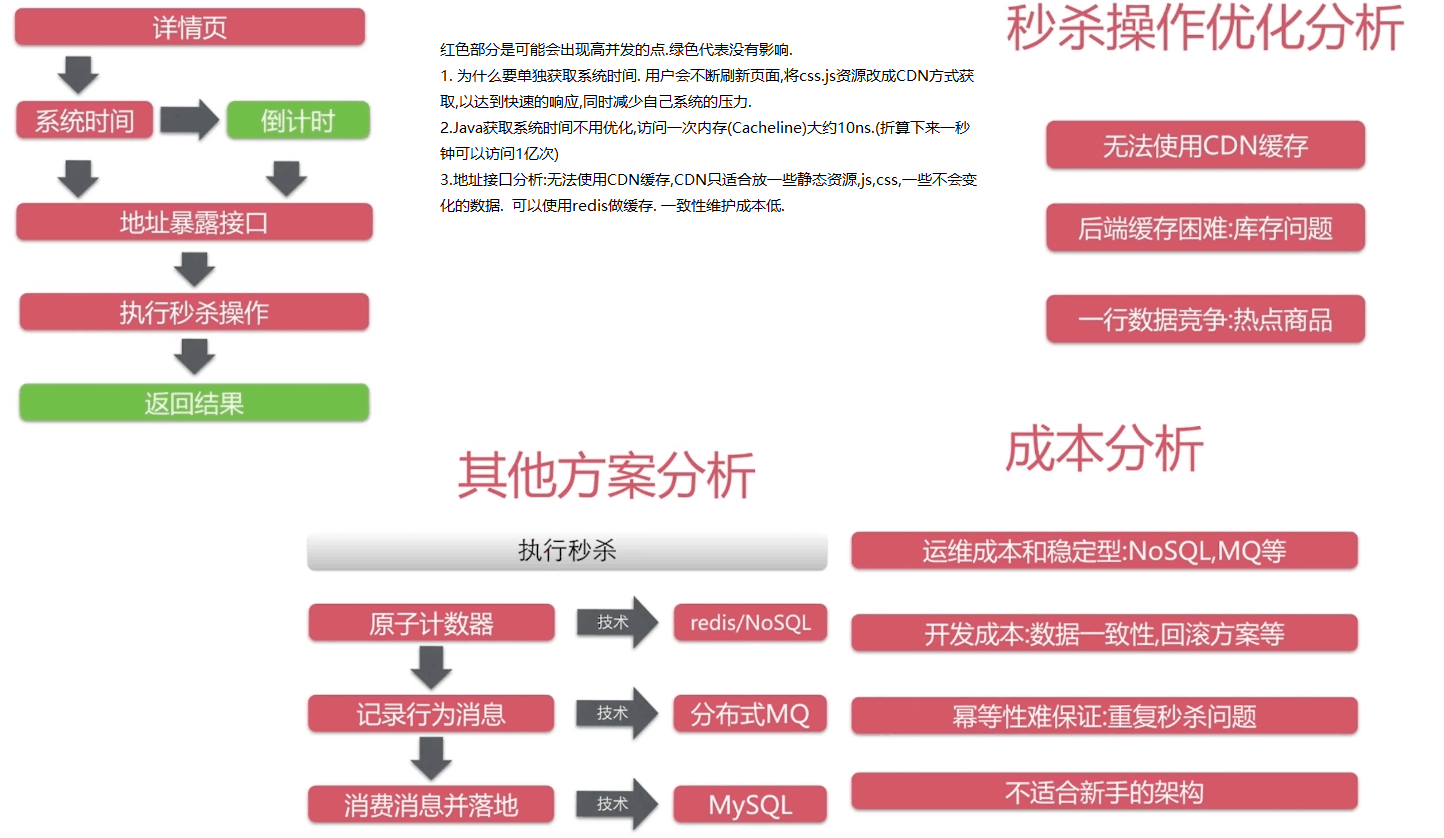 详情页
系统时间
倒计时
地址暴露接口
执行秒杀操作
返回结果
红色部分是可能会出现高并发的点.绿色代表没有影响.
1. 为什么要单独获取系统时间. 用户会不断刷新页面,将css.js资源改成CDN方式获
取,以达到快速的响应,同时减少自己系统的压力.
2.Java获取系统时间不用优化,访问一次内存(Cacheline)大约10ns.(折算下来一秒
钟可以访问1亿次)
3.地址接口分析:无法使用CDN缓存,CDN只适合放一些静态资源,js,css,一些不会变
化的数据. 可以使用redis做缓存. 一致性维护成本低.
秒杀操作优化分析
无法使用CDN缓存
后端缓存困难:库存问题
一行数据竞争:热点商品
其他方案分析
执行秒杀
原子计数器
技术
redis/NoSQL
记录行为消息
技术
分布式MQ
消费消息并落地
技术
MySQL
成本分析
运维成本和稳定型:NoSQL,MQ等
开发成本:数据一致性,回滚方案等
幂等性难保证:重复秒杀问题
不适合新手的架构